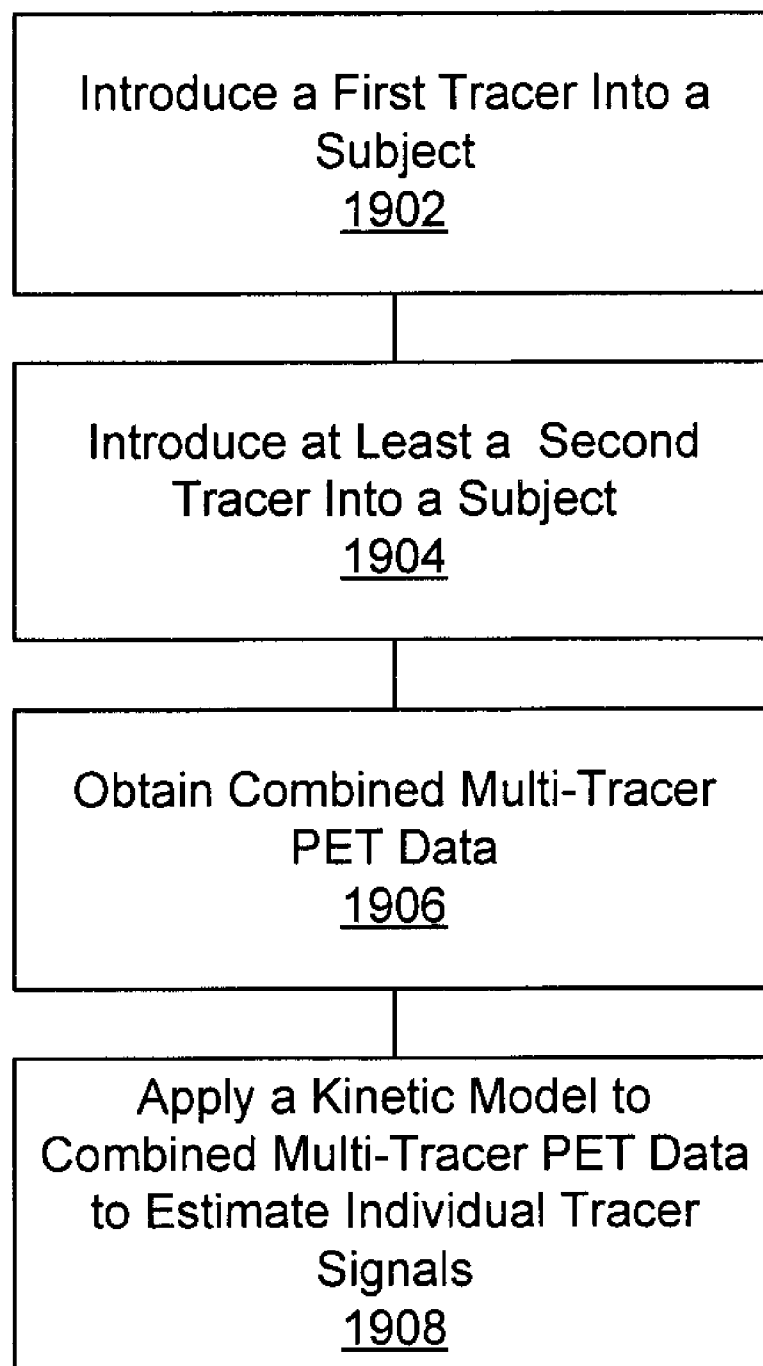 Introduce a First Tracer Into a
Subject
1902
Introduce at Least a Second
Tracer Into a Subject
1904
Obtain Combined Multi-Tracer
PET Data
1906
Apply a Kinetic Model to
Combined Multi-Tracer PET Data
to Estimate Individual Tracer
Signals
1908